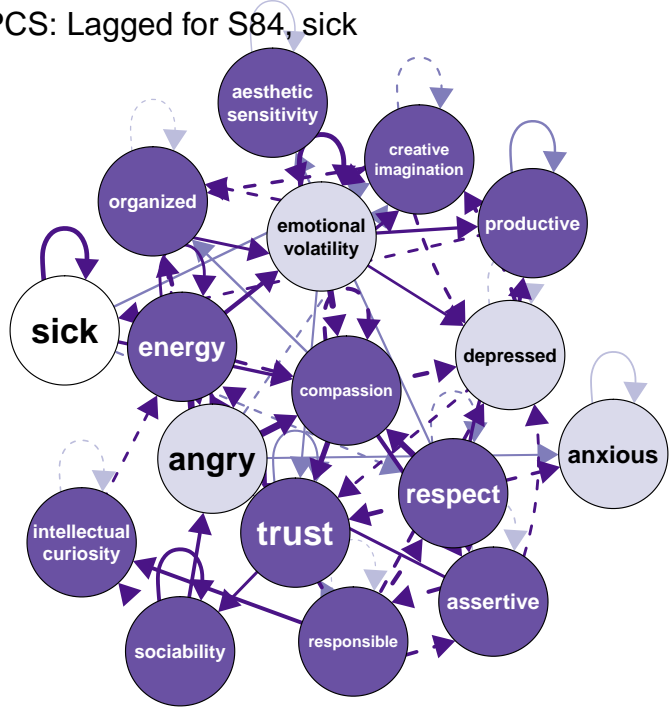 PCS: Lagged for S84, sick
aesthetic
sensitivity
creative
imagination
organized
productive
emotional
volatility
sick
energy
depressed
compassion
angry
anxious
respect
trust
intellectual
curiosity
assertive
responsible
sociability